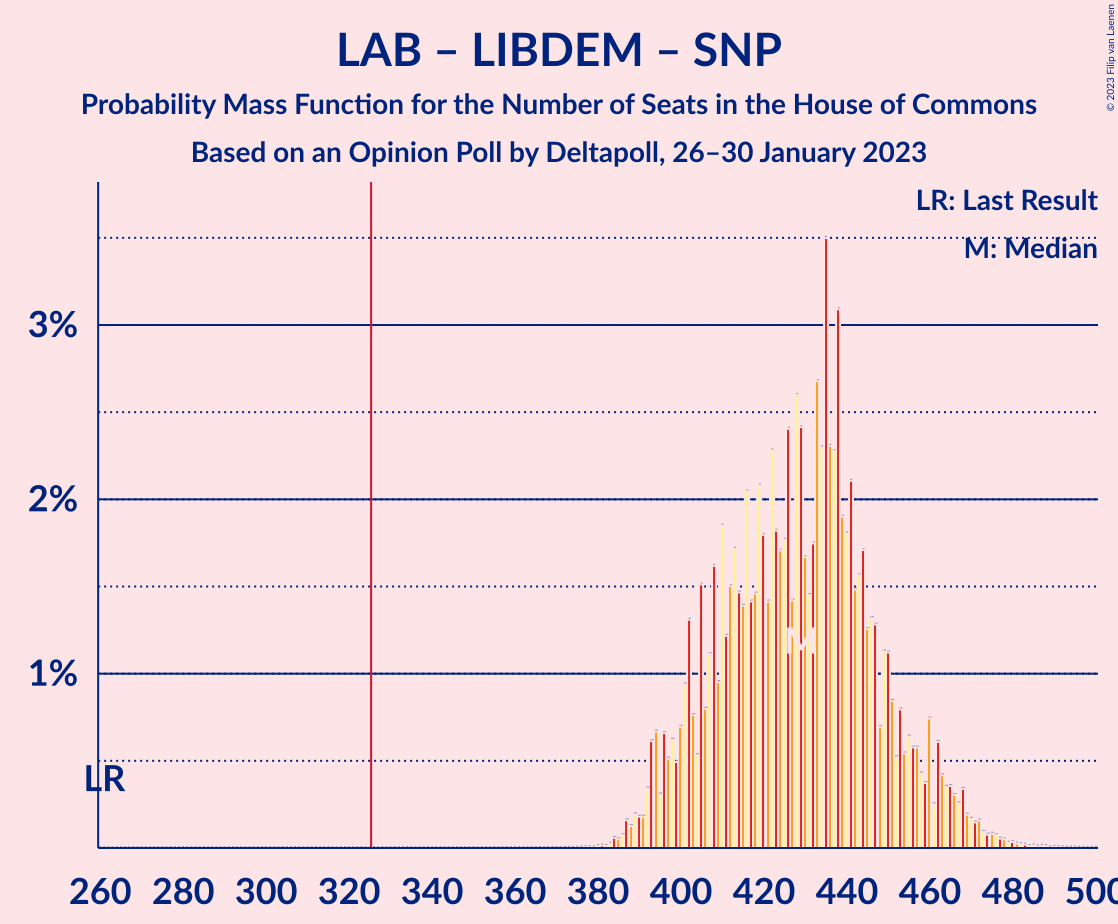 LAB – LIBDEM – SNP
Probability Mass Function for the Number of Seats in the House of Commons
Based on an Opinion Poll by Deltapoll, 26–30 January 2023
© 2023 Filip van Laenen
LR: Last Result
M: Median
3%
2%
1%
M
LR
260 280 300 320 340 360 380 400 420 440 460 480 500